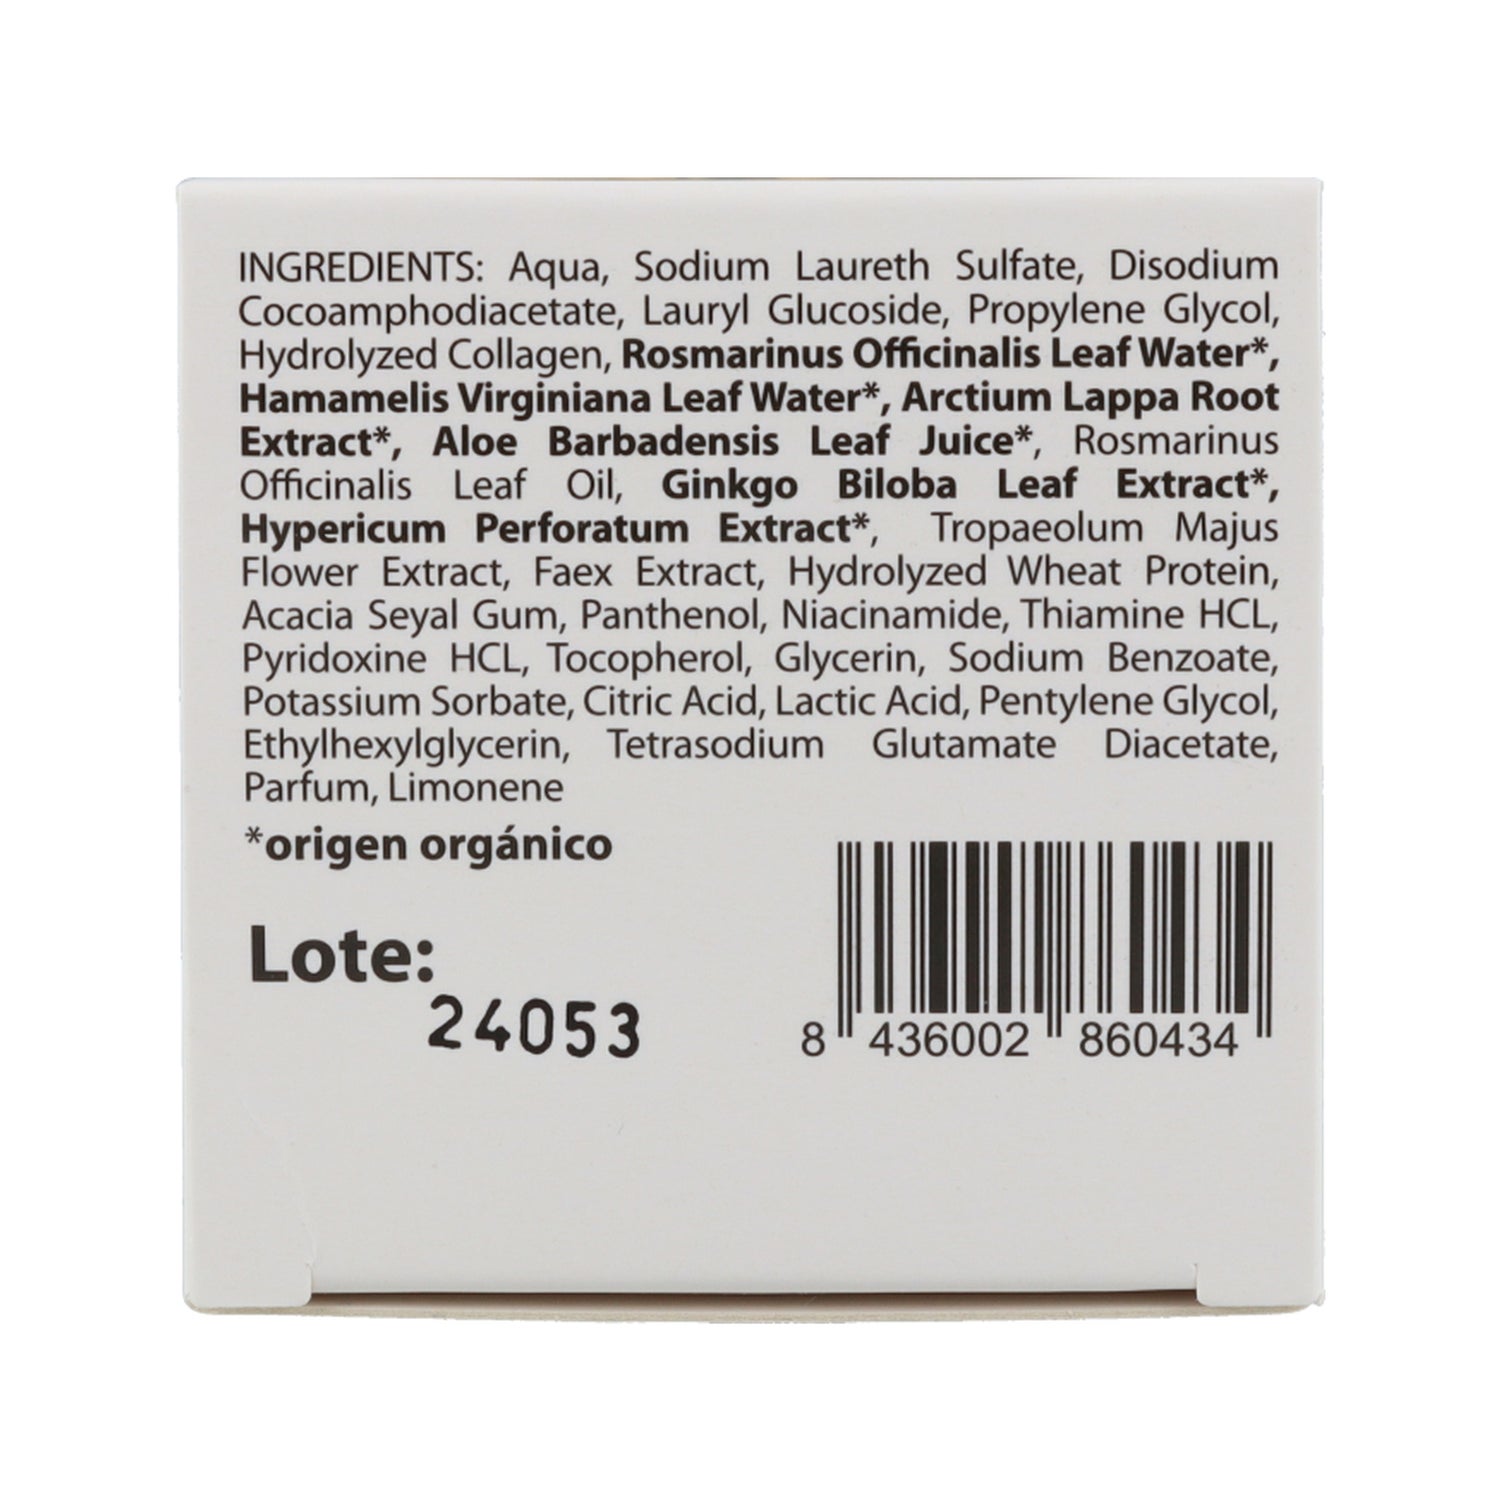 INGREDIENTS: Aqua, Sodium Laureth Sulfate, Disodium
Cocoamphodiacetate, Lauryl Glucoside, Propylene Glycol,
Hydrolyzed Collagen, Rosmarinus Officinalis Leaf Water*,
Hamamelis Virginiana Leaf Water*, Arctium Lappa Root
Extract*, Aloe Barbadensis Leaf Juice*, Rosmarinus
Officinalis Leaf Oil, Ginkgo Biloba Leaf Extract*,
Hypericum Perforatum Extract*, Tropaeolum Majus
Flower Extract, Faex Extract, Hydrolyzed Wheat Protein,
Acacia Seyal Gum, Panthenol, Niacinamide, Thiamine HCL,
Pyridoxine HCL, Tocopherol, Glycerin, Sodium Benzoate,
Potassium Sorbate, Citric Acid, Lactic Acid, Pentylene Glycol,
Ethylhexylglycerin, Tetrasodium Glutamate Diacetate,
Parfum, Limonene
*origen orgánico
Lote:
24053
8 436002 860434